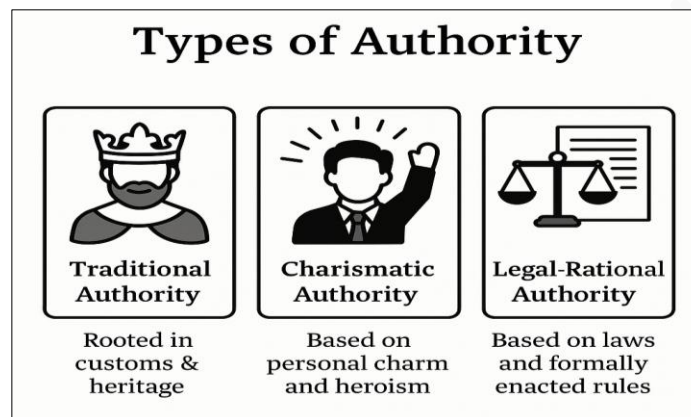 Types of Authority
Traditional
Authority
Rooted in
customs &
heritage
Charismatic
Authority
Based on
personal charm
and heroism
Legal-Rational
Authority
Based on laws
and formally
enacted rules